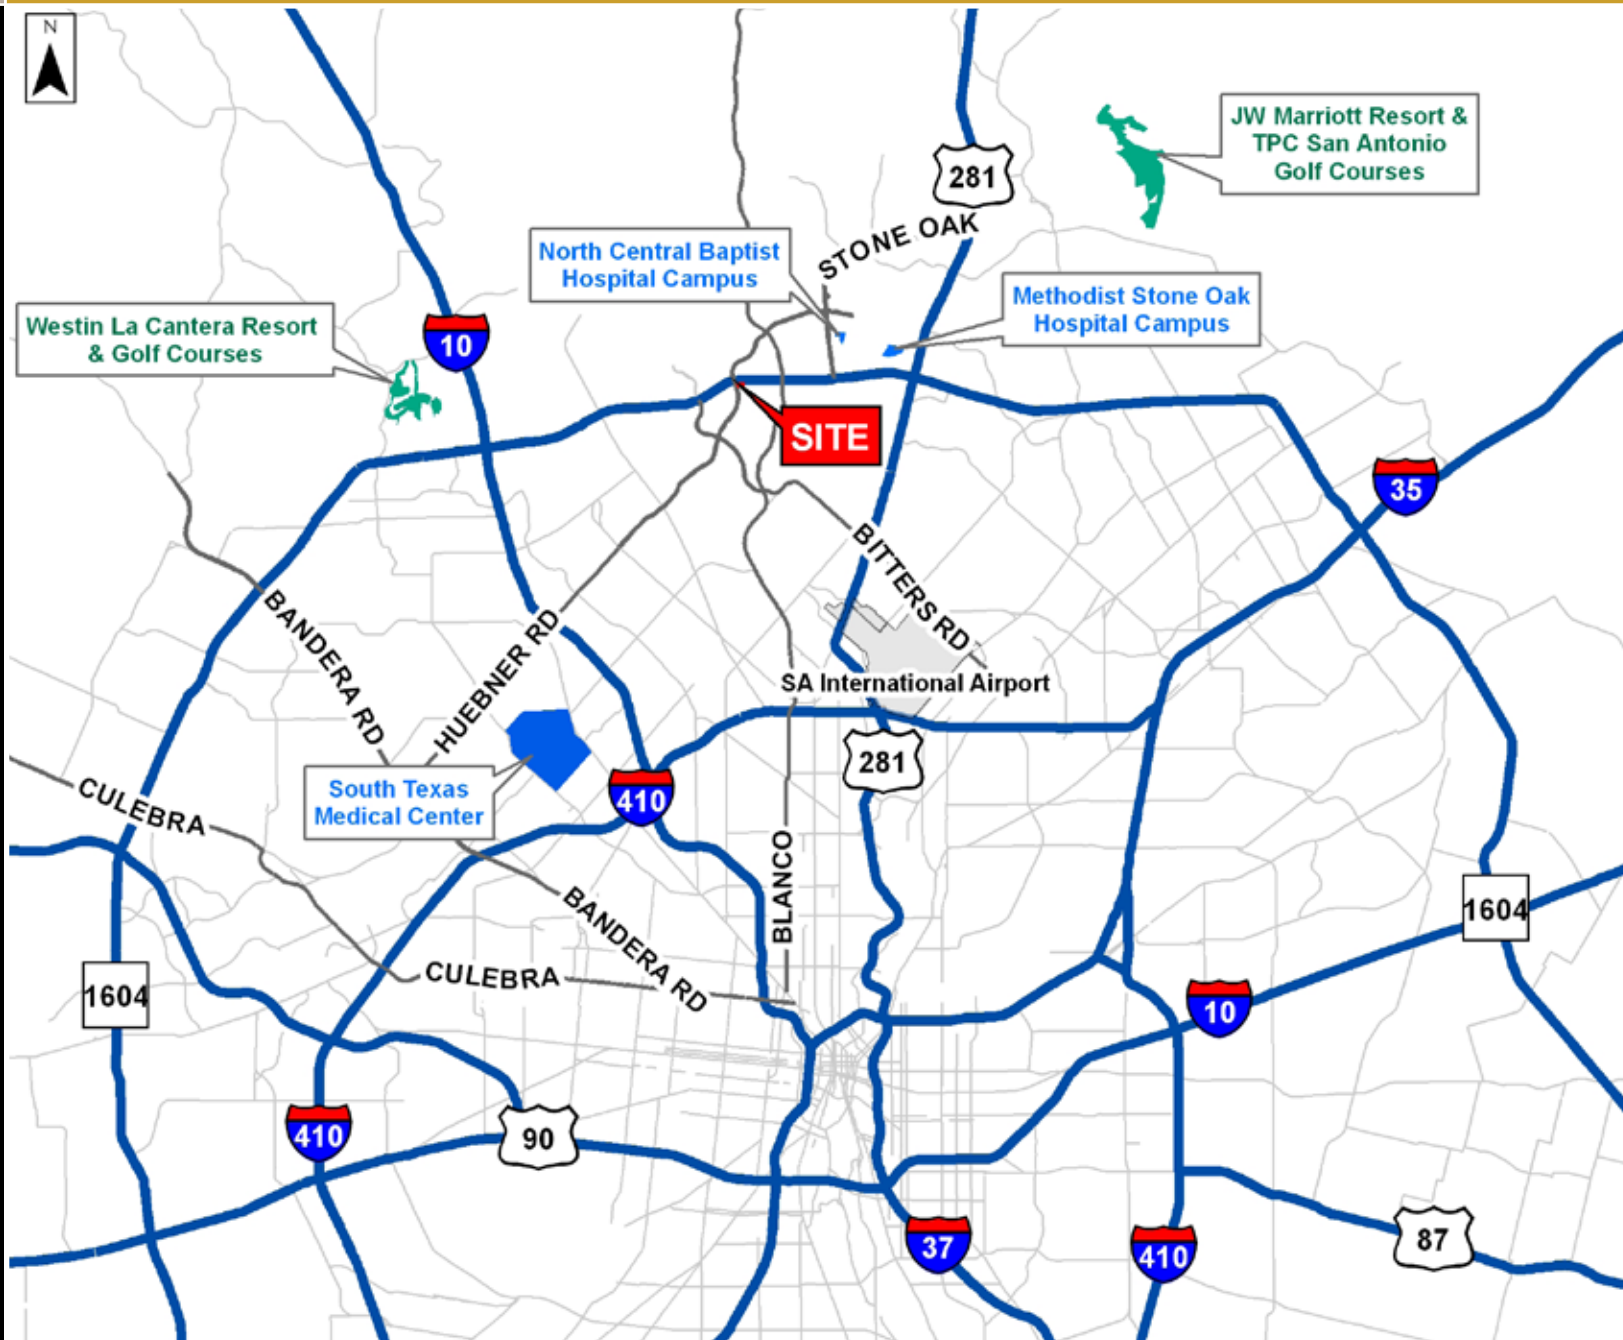 N
JW Marriott Resort &
TPC San Antonio
Golf Courses
281
STONE OAK
North Central Baptist
Hospital Campus
Methodist Stone Oak
Hospital Campus
Westin La Cantera Resort
& Golf Courses
10
SITE
35
BITTERS RD
BANDERA RD
HUEBNER RD
SA International Airport
281
410
South Texas
Medical Center
CULEBRA
BLANCO
BANDERA RD
1604
CULEBRA
1604
10
410
90
37
410
87